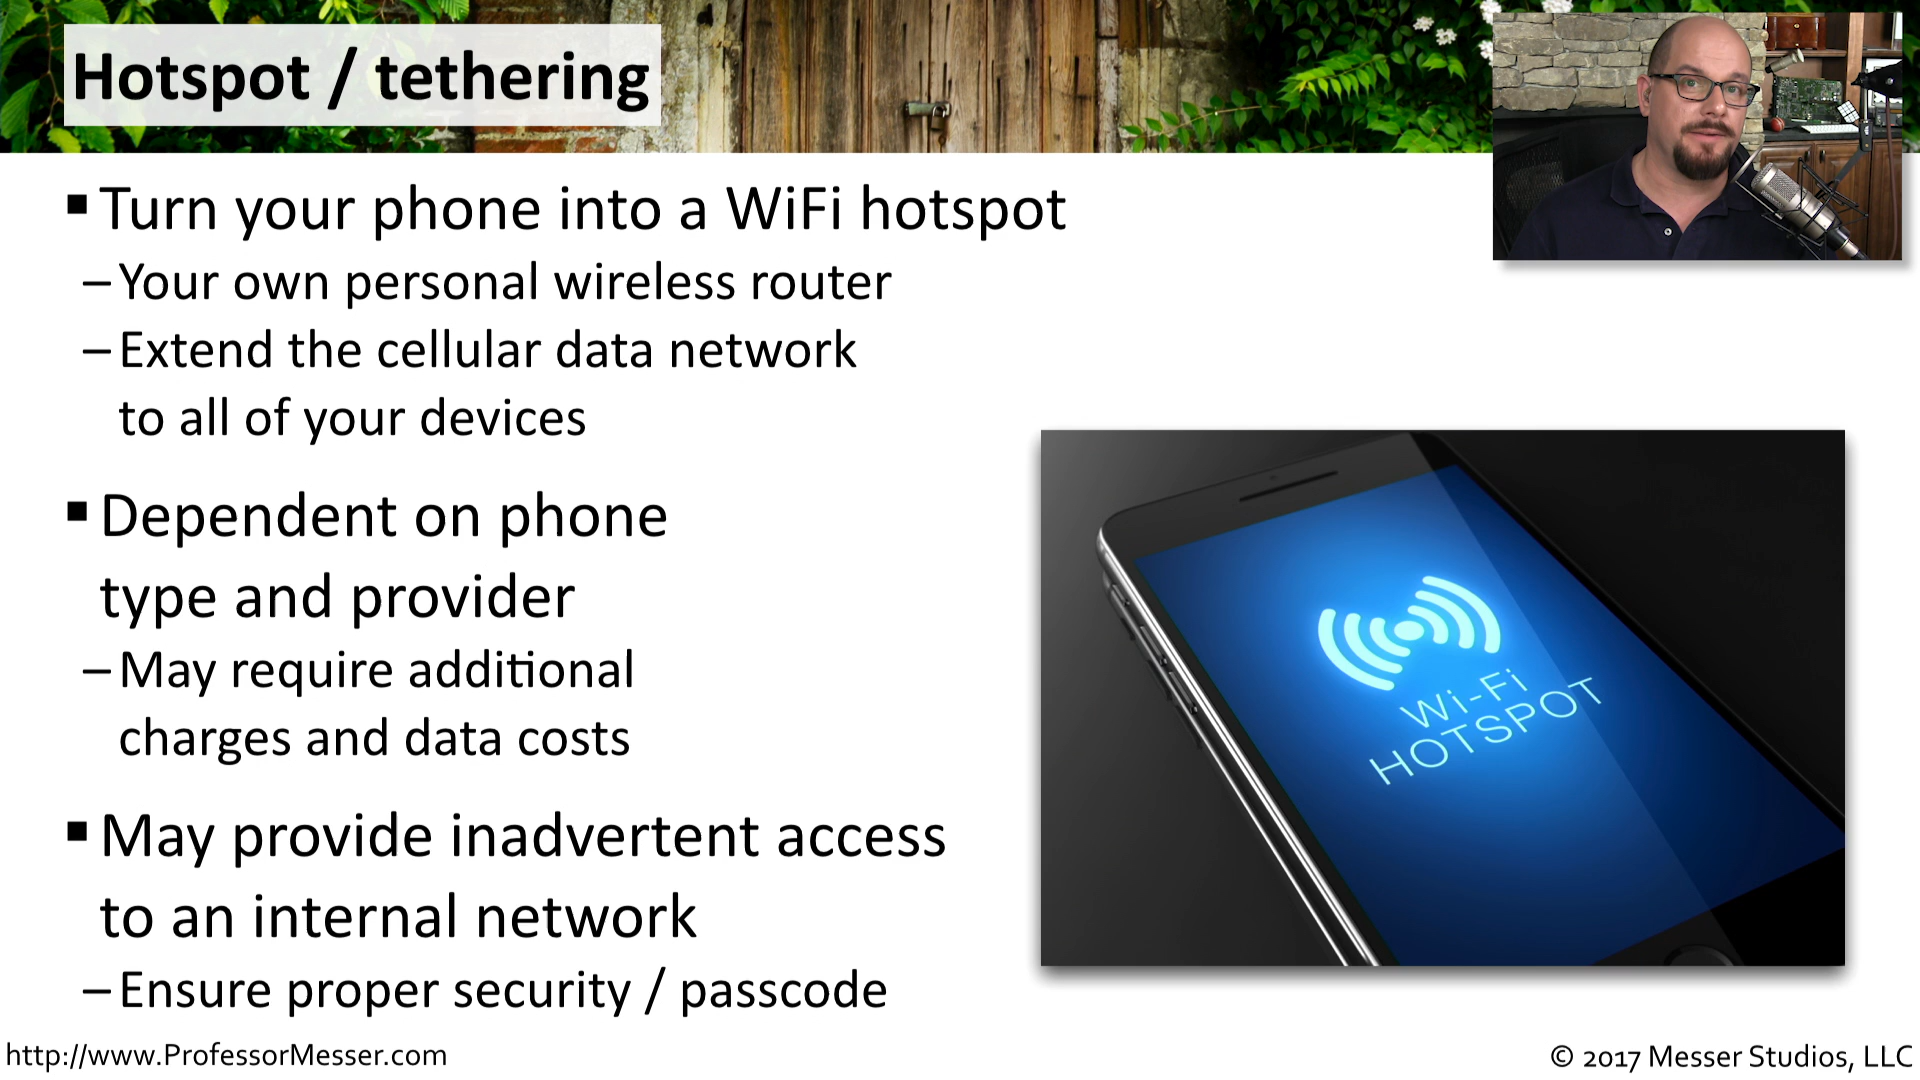 Hotspot / tethering
▪ Turn your phone into a WiFi hotspot
– Your own personal wireless router
– Extend the cellular data network
to all of your devices
▪ Dependent on phone
type and provider
– May require additional
charges and data costs
▪ May provide inadvertent access
to an internal network
– Ensure proper security / passcode
Wi-Fi
HOTSPOT
http://www.ProfessorMesser.com
© 2017 Messer Studios, LLC